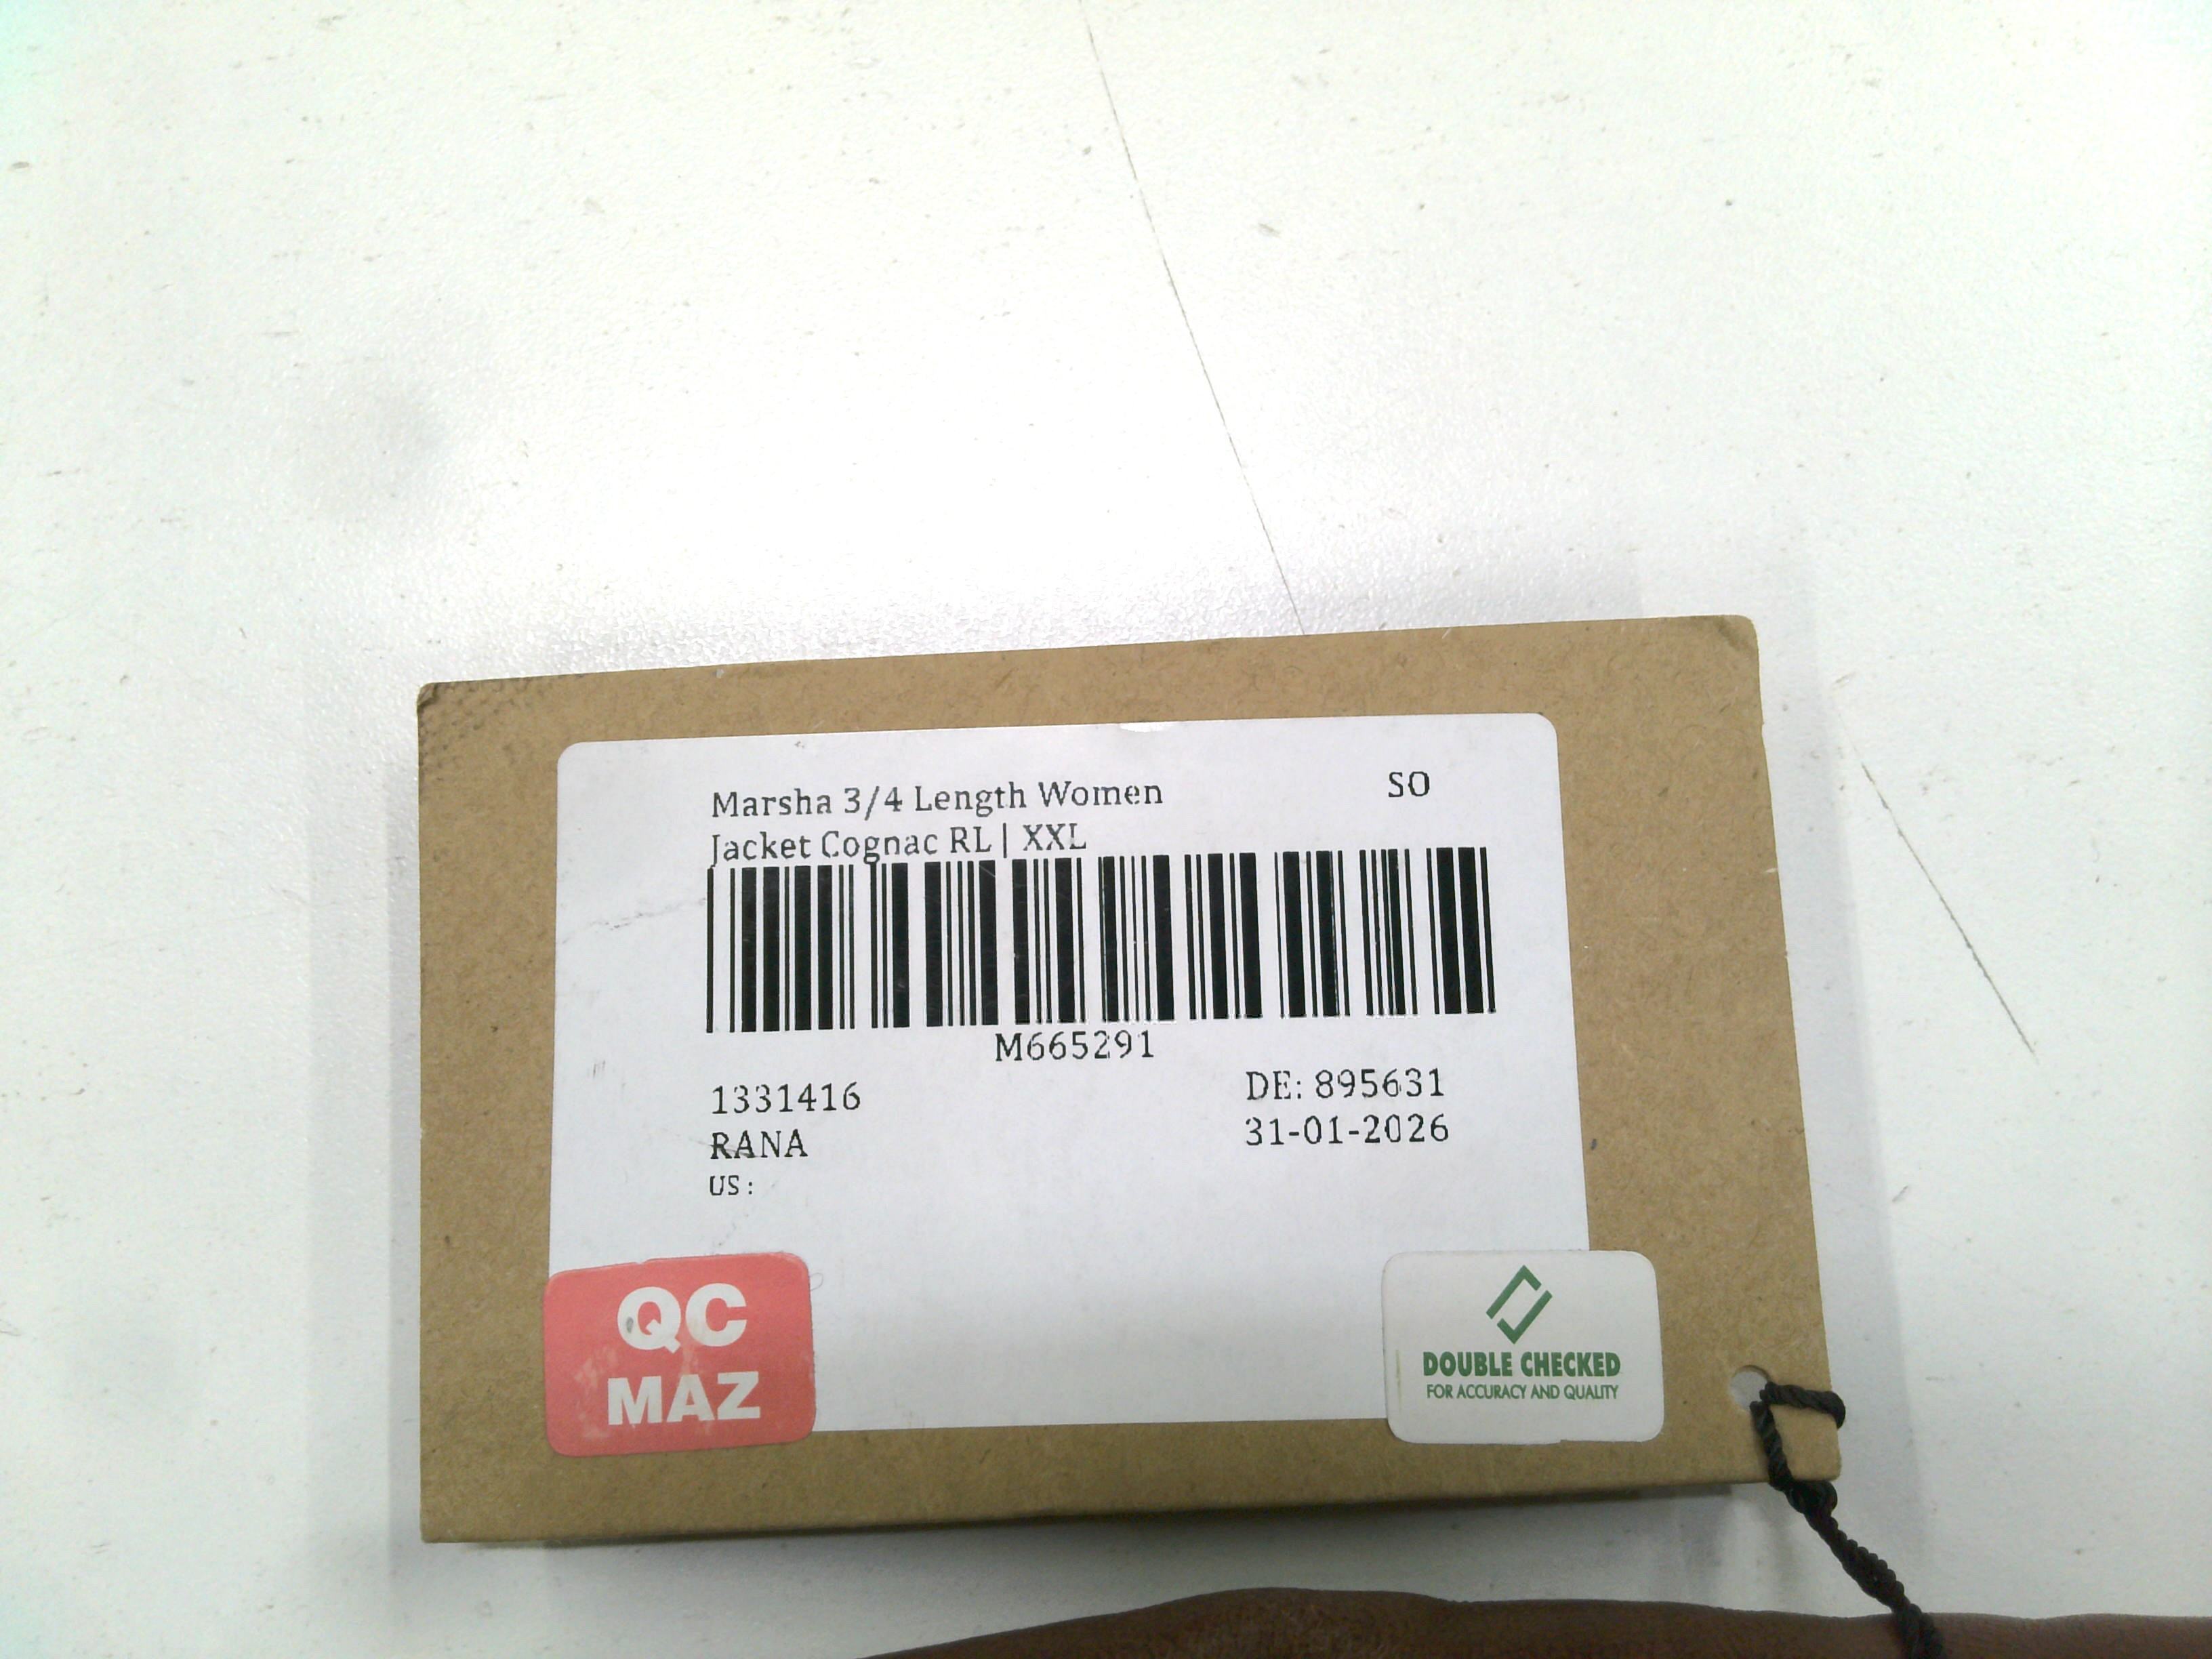 Marsha 3/4 Length Women
SO
Jacket Cognac RL | XXL
M665291
1331416
DE: 895631
RANA
31-01-2026
US :
QC
MAZ
DOUBLE CHECKED
FOR ACCURACY AND QUALITY